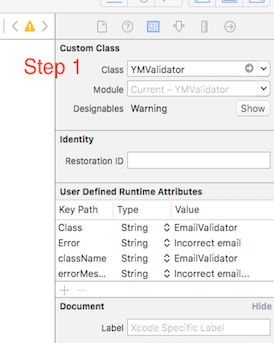 Custom Class
Step 1
Class YMValidator
Module Current – YMValidator
Designables Warning Show
Identity
Restoration ID
User Defined Runtime Attributes
Key Path Type Value
Class String EmailValidator
Error String Incorrect email
className String EmailValidator
errorMes... String Incorrect email...
Document Hide
Label Xcode Specific Label